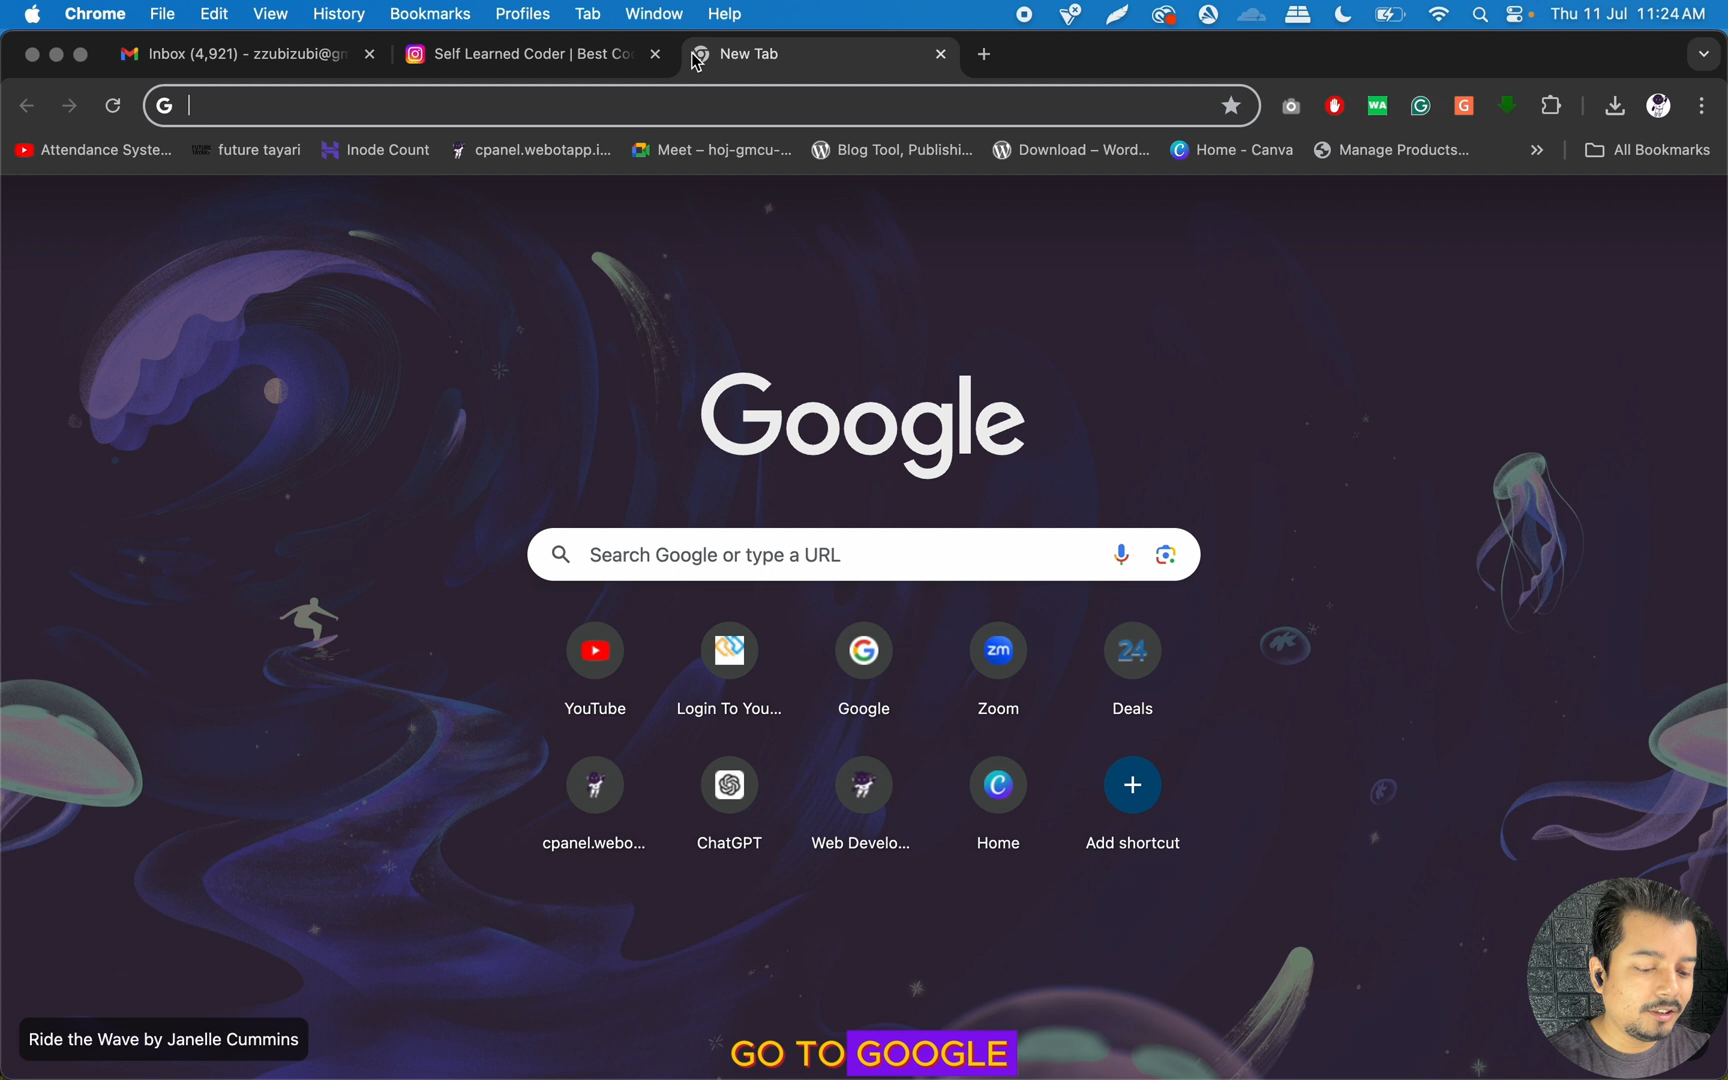 Chrome File Edit View History Bookmarks Profiles Tab Window Help Thu 11 Jul 11:24 AM
Inbox (4,921) - zzubizubi@gm Self Learned Coder | Best Co New Tab
G
WA G
Attendance Syste... future tayari Inode Count cpanel.webotapp.i... Meet – hoj-gmcu-... Blog Tool, Publishi... Download – Word... Home - Canva Manage Products... All Bookmarks
Google
Search Google or type a URL
zm 24
YouTube Login To You... Google Zoom Deals
cpanel.webo... ChatGPT Web Develo... Home Add shortcut
Ride the Wave by Janelle Cummins
GO TO GOOGLE